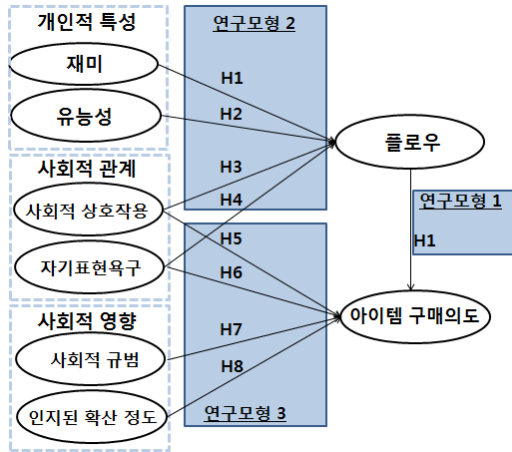 개인적 특성
재미
유능성
사회적 관계
사회적 상호작용
자기표현욕구
사회적 영향
사회적 규범
인지된 확산 정도
연구모형 2
H1
H2
H3
H4
H5
H6
H7
H8
연구모형 3
플로우
연구모형 1
H1
아이템 구매의도